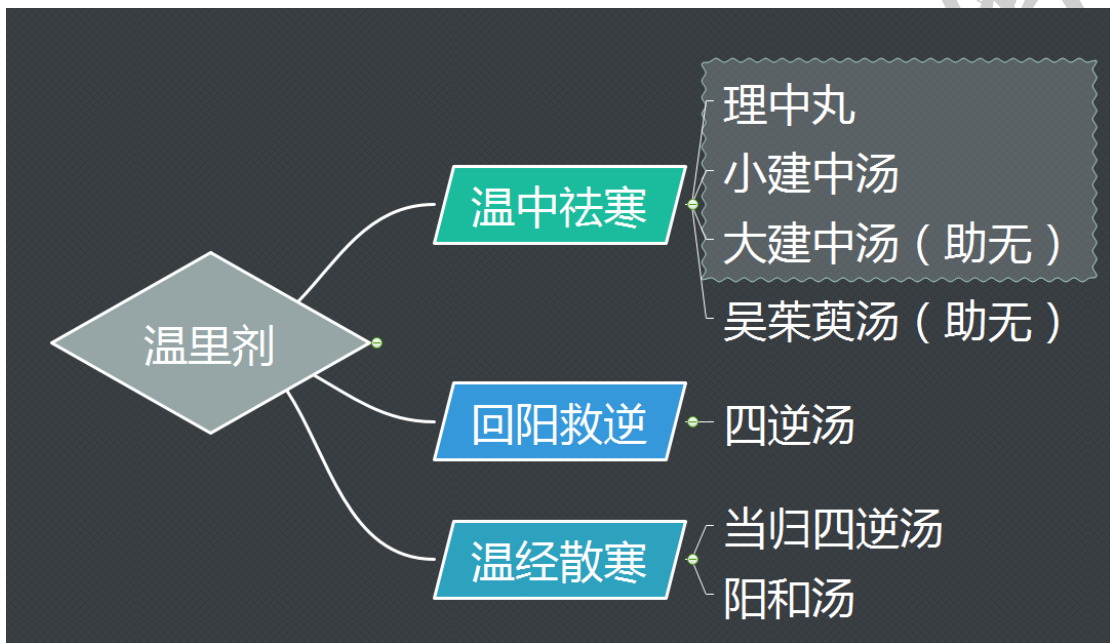 温里剂
温中祛寒
理中丸
小建中汤
大建中汤（助无）
吴茱萸汤（助无）
回阳救逆
四逆汤
温经散寒
当归四逆汤
阳和汤